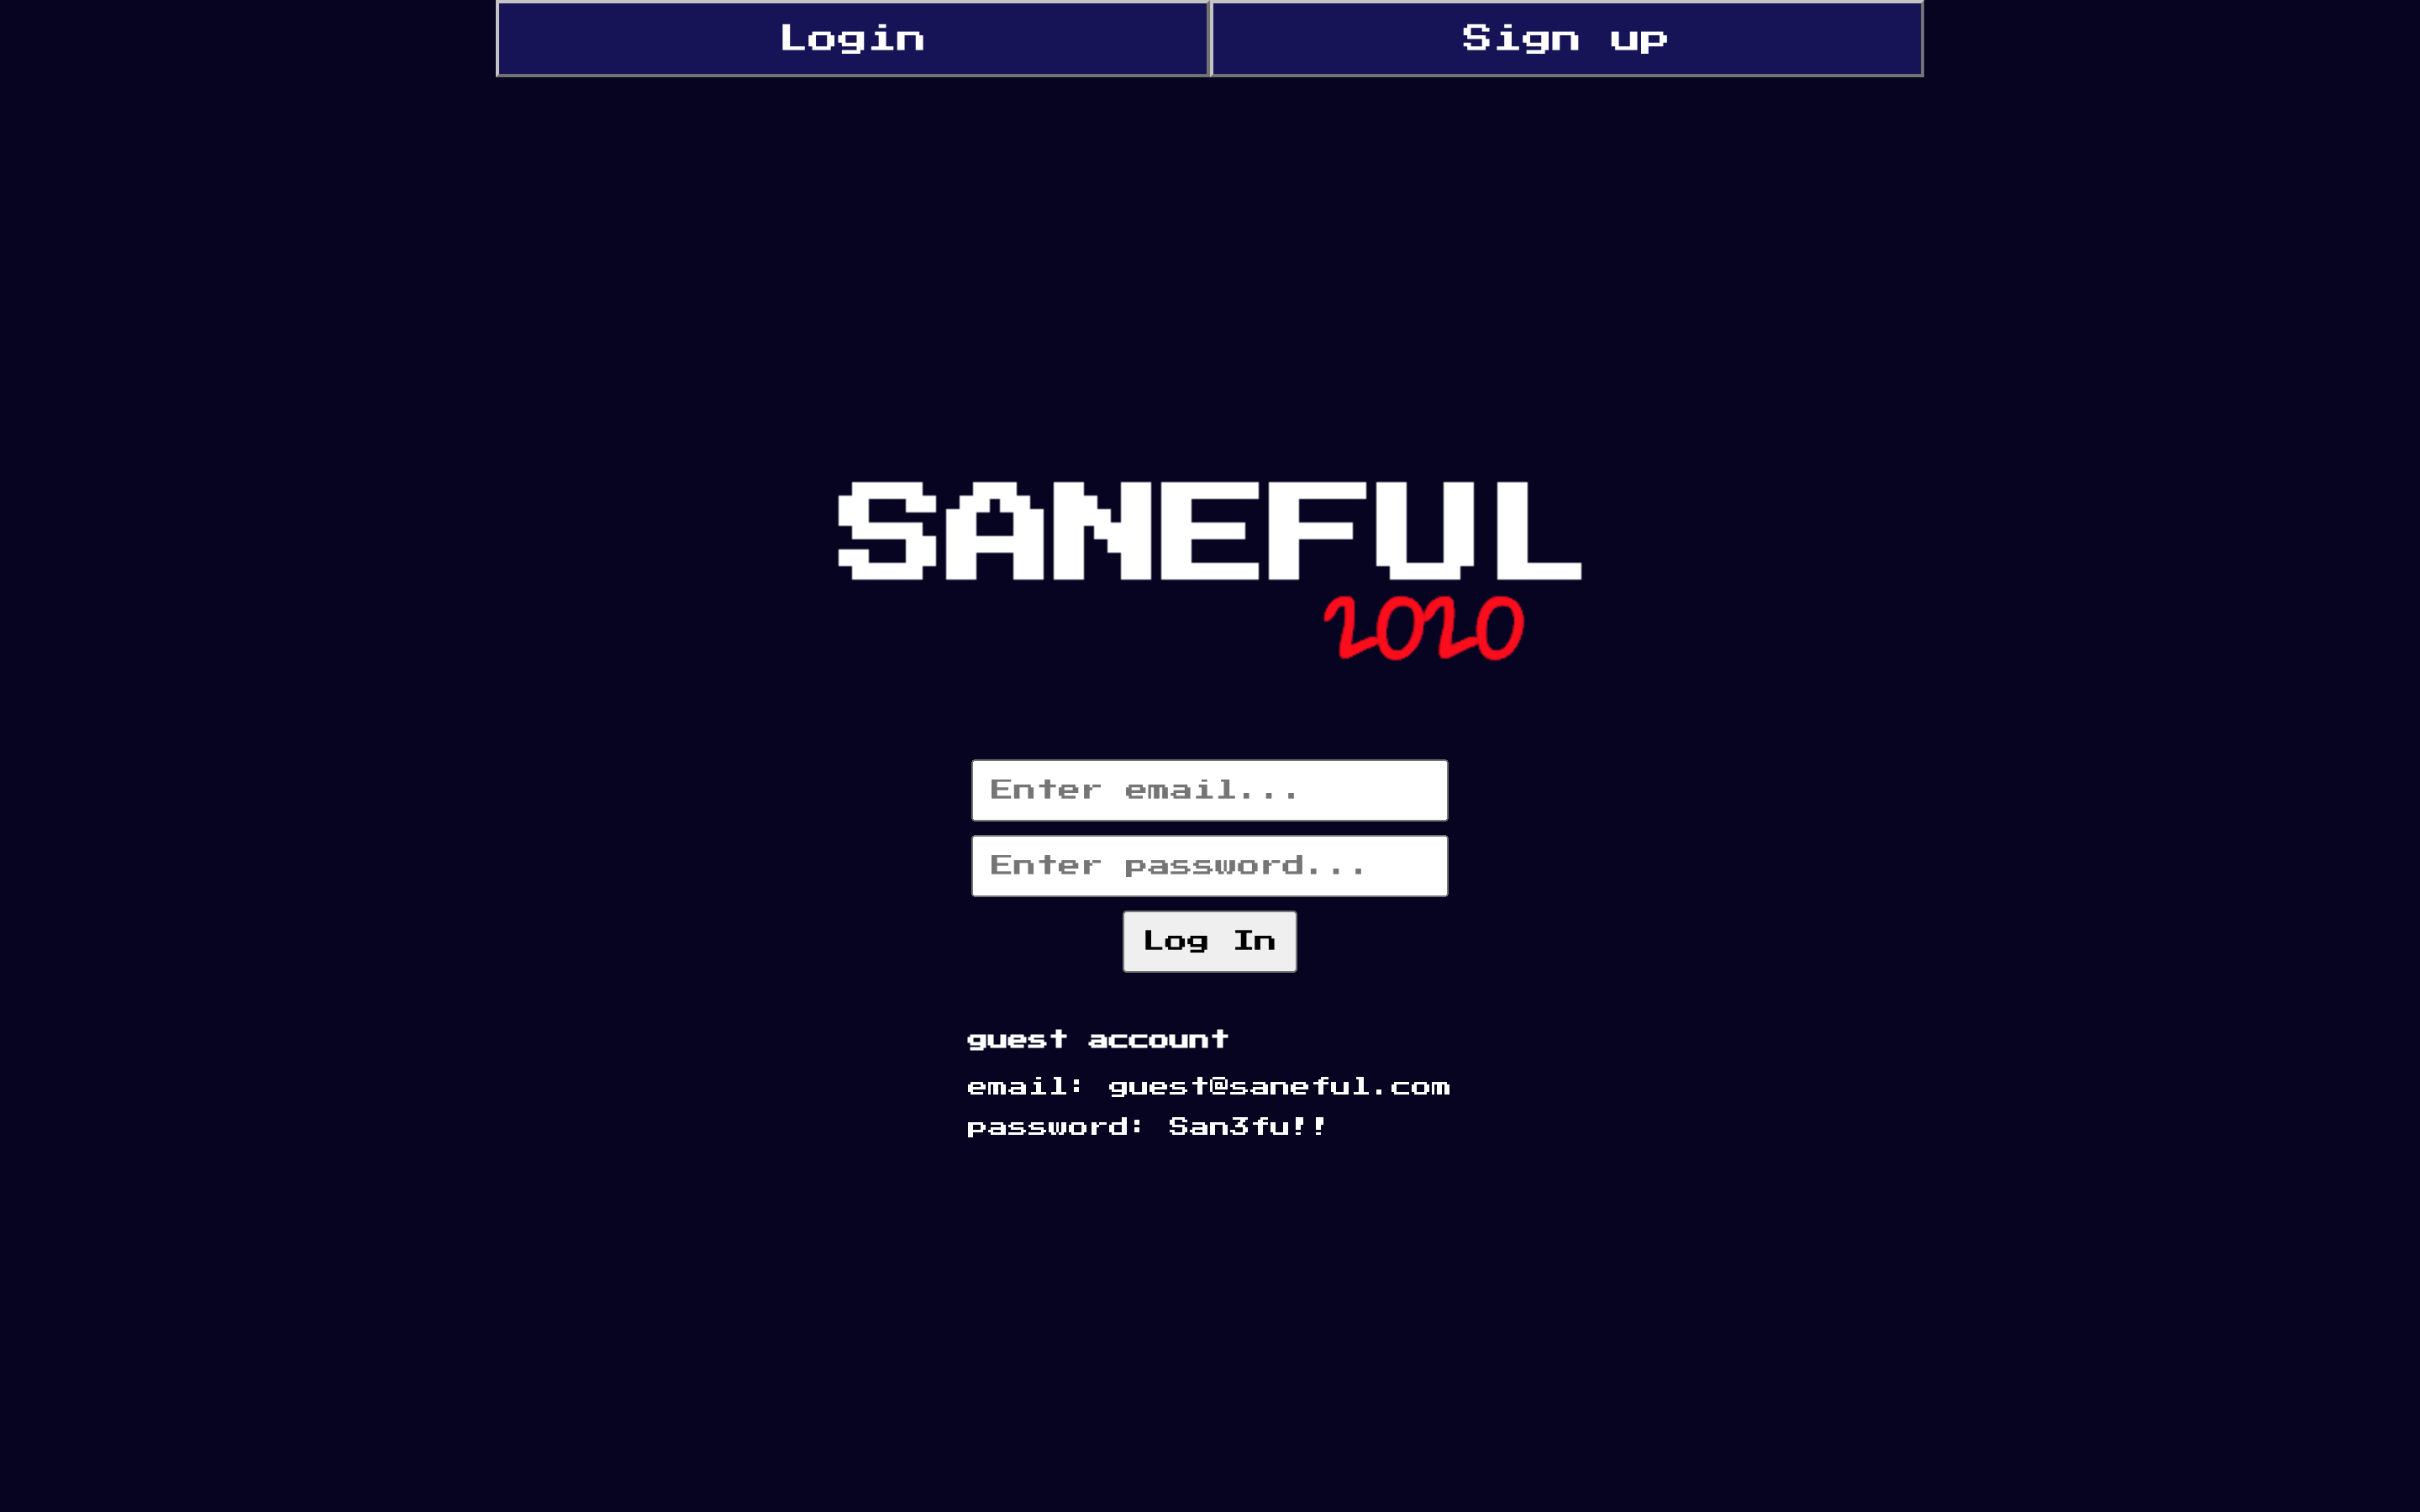 Login
Sign up
SANEFUL
2020
Enter email...
Enter password...
Log In
guest account
email: guest@saneful.com
password: San3fu!!